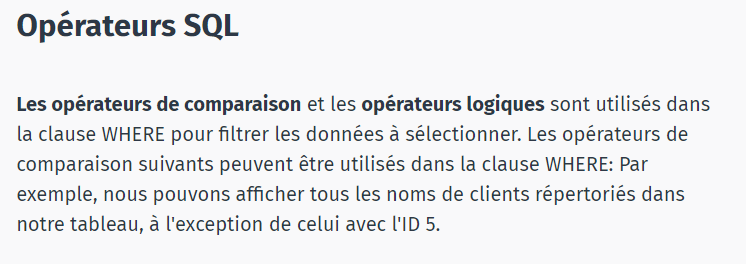 Opérateurs SQL
Les opérateurs de comparaison et les opérateurs logiques sont utilisés dans
la clause WHERE pour filtrer les données à sélectionner. Les opérateurs de
comparaison suivants peuvent être utilisés dans la clause WHERE: Par
exemple, nous pouvons afficher tous les noms de clients répertoriés dans
notre tableau, à l'exception de celui avec l'ID 5.